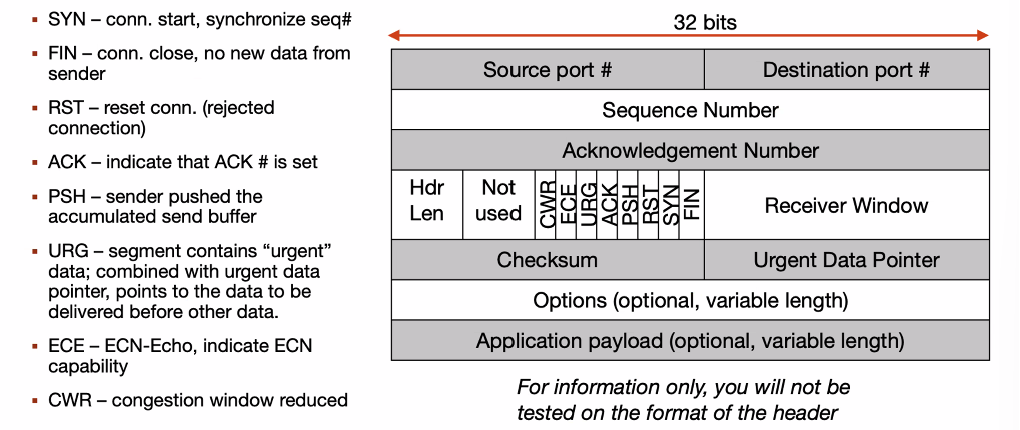 ▪ SYN – conn. start, synchronize seq#
▪ FIN – conn. close, no new data from
sender
▪ RST – reset conn. (rejected
connection)
▪ ACK – indicate that ACK # is set
▪ PSH – sender pushed the
accumulated send buffer
▪ URG – segment contains “urgent”
data; combined with urgent data
pointer, points to the data to be
delivered before other data.
▪ ECE – ECN-Echo, indicate ECN
capability
▪ CWR – congestion window reduced
32 bits
Source port #
Destination port #
Sequence Number
Acknowledgement Number
Hdr
Len
Not
used
CWR
ECE
URG
ACK
PSH
RST
SYN
FIN
Receiver Window
Checksum
Urgent Data Pointer
Options (optional, variable length)
Application payload (optional, variable length)
For information only, you will not be
tested on the format of the header